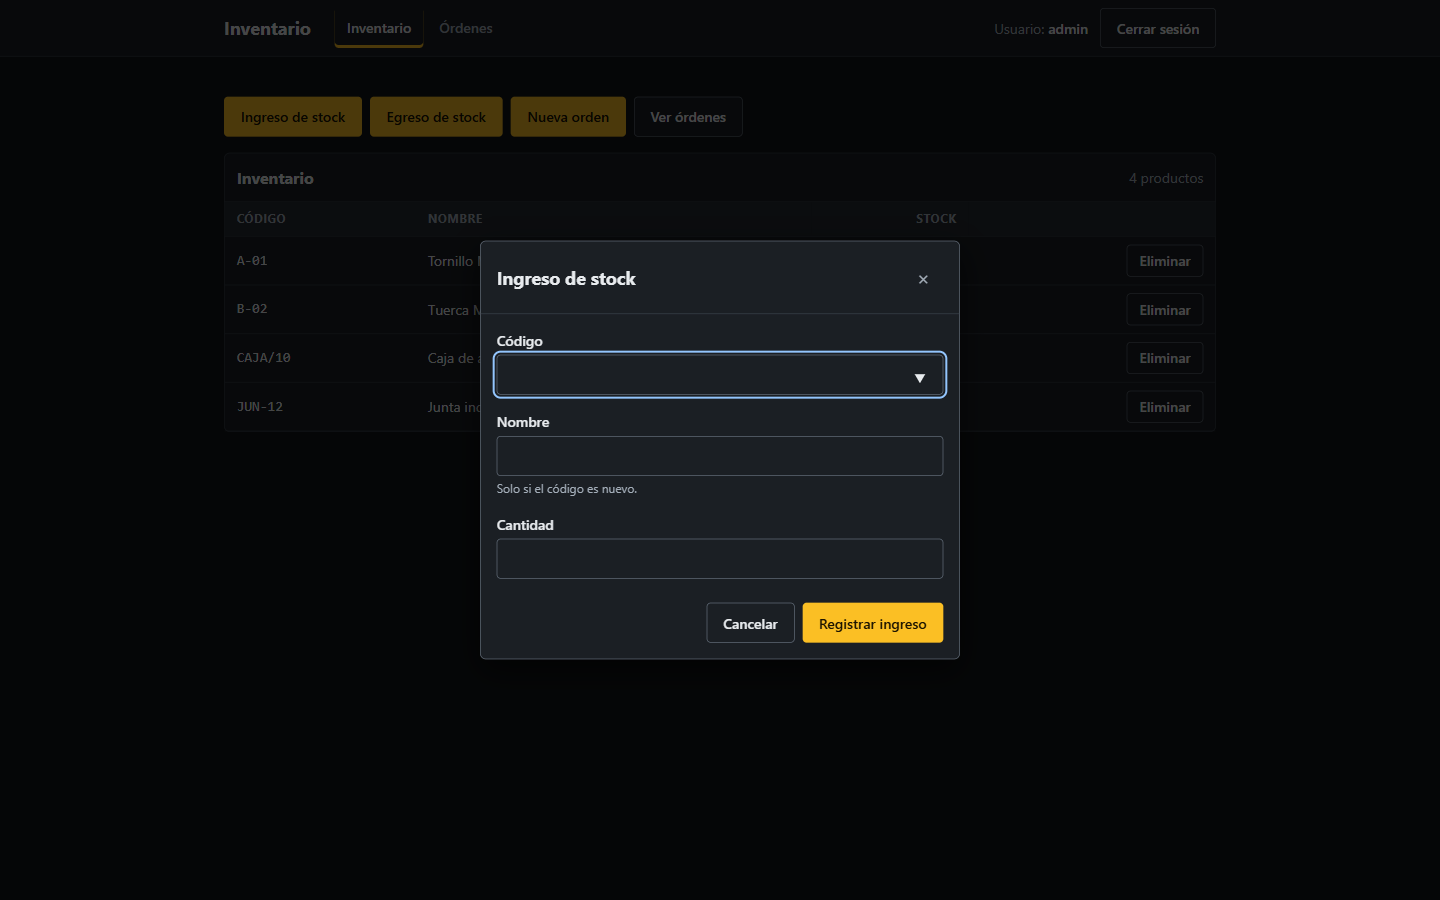 Inventario Inventario Órdenes Usuario: admin Cerrar sesión
Ingreso de stock Egreso de stock Nueva orden Ver órdenes
Inventario 4 productos
CÓDIGO NOMBRE STOCK
A-01 Tornillo Eliminar
B-02 Tuerca Eliminar
CAJA/10 Caja de Eliminar
JUN-12 Junta Eliminar
Ingreso de stock ×
Código
▼
Nombre
Solo si el código es nuevo.
Cantidad
Cancelar Registrar ingreso